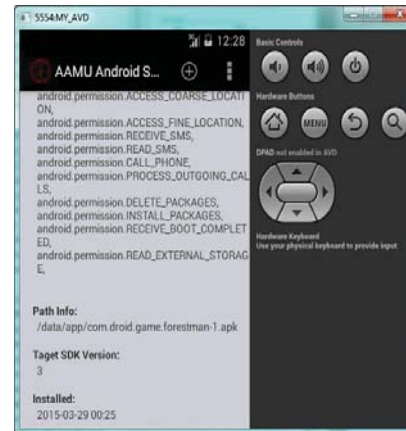 5554:MY_AVD
12:28
AAMU Android S...
android.permission.ACCESS_COARSE_LOCATI
ON,
android.permission.ACCESS_FINE_LOCATION,
android.permission.RECEIVE_SMS,
android.permission.READ_SMS,
android.permission.CALL_PHONE,
android.permission.PROCESS_OUTGOING_CAL
LS,
android.permission.DELETE_PACKAGES,
android.permission.INSTALL_PACKAGES,
android.permission.RECEIVE_BOOT_COMPLET
ED,
android.permission.READ_EXTERNAL_STORAG
E,
Path Info:
/data/app/com.droid.game.forestman-1.apk
Taget SDK Version:
3
Installed:
2015-03-29 00:25
Basic Controls
Hardware Buttons
MENU
DPAD not enabled in AVD
Hardware Keyboard
Use your physical keyboard to provide input